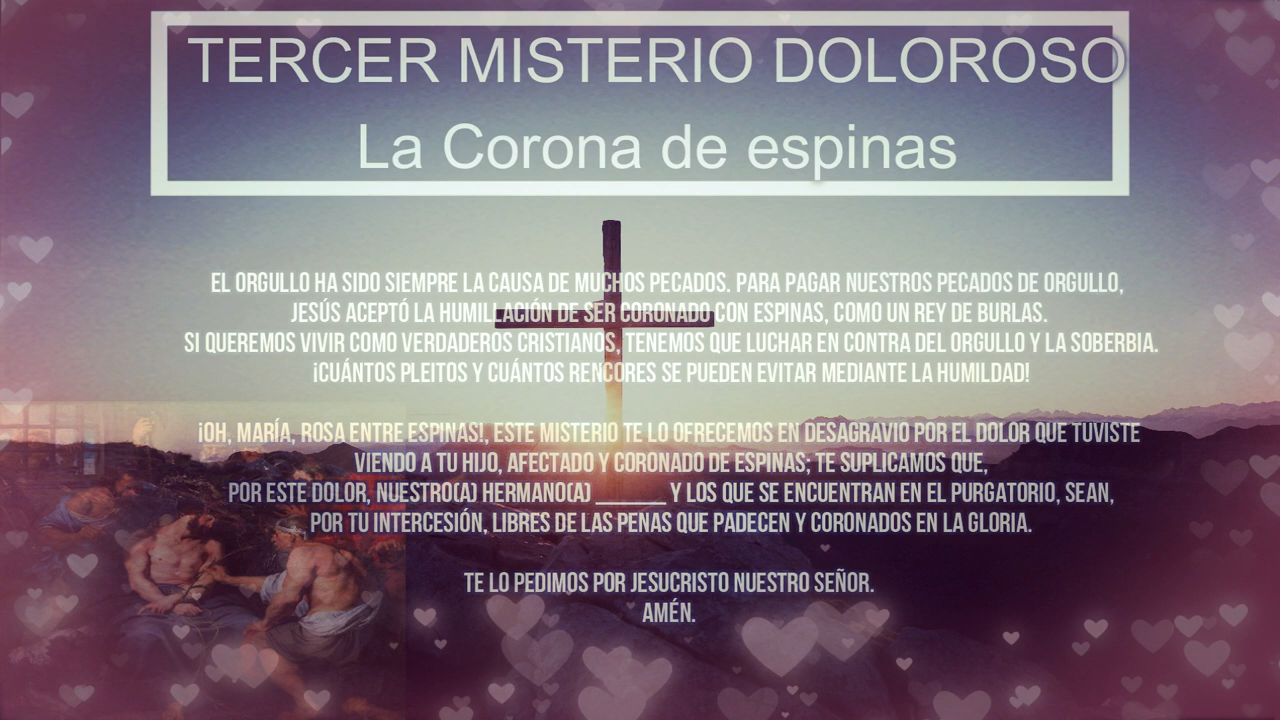 TERCER MISTERIO DOLOROSO
La Corona de espinas
EL ORGULLO HA SIDO SIEMPRE LA CAUSA DE MUCHOS PECADOS. PARA PAGAR NUESTROS PECADOS DE ORGULLO,
JESÚS ACEPTÓ LA HUMILLACIÓN DE SER CORONADO CON ESPINAS, COMO UN REY DE BURLAS.
SI QUEREMOS VIVIR COMO VERDADEROS CRISTIANOS, TENEMOS QUE LUCHAR EN CONTRA DEL ORGULLO Y LA SOBERBIA.
¡CUÁNTOS PLEITOS Y CUÁNTOS RENCORES SE PUEDEN EVITAR MEDIANTE LA HUMILDAD!
¡OH, MARÍA, ROSA ENTRE ESPINAS!, ESTE MISTERIO TE LO OFRECEMOS EN DESAGRAVIO POR EL DOLOR QUE TUVISTE
VIENDO A TU HIJO, AFECTADO Y CORONADO DE ESPINAS; TE SUPLICAMOS QUE,
POR ESTE DOLOR, NUESTRO(A) HERMANO(A) _______ Y LOS QUE SE ENCUENTRAN EN EL PURGATORIO, SEAN,
POR TU INTERCESIÓN, LIBRES DE LAS PENAS QUE PADECEN Y CORONADOS EN LA GLORIA.
TE LO PEDIMOS POR JESUCRISTO NUESTRO SEÑOR.
AMÉN.